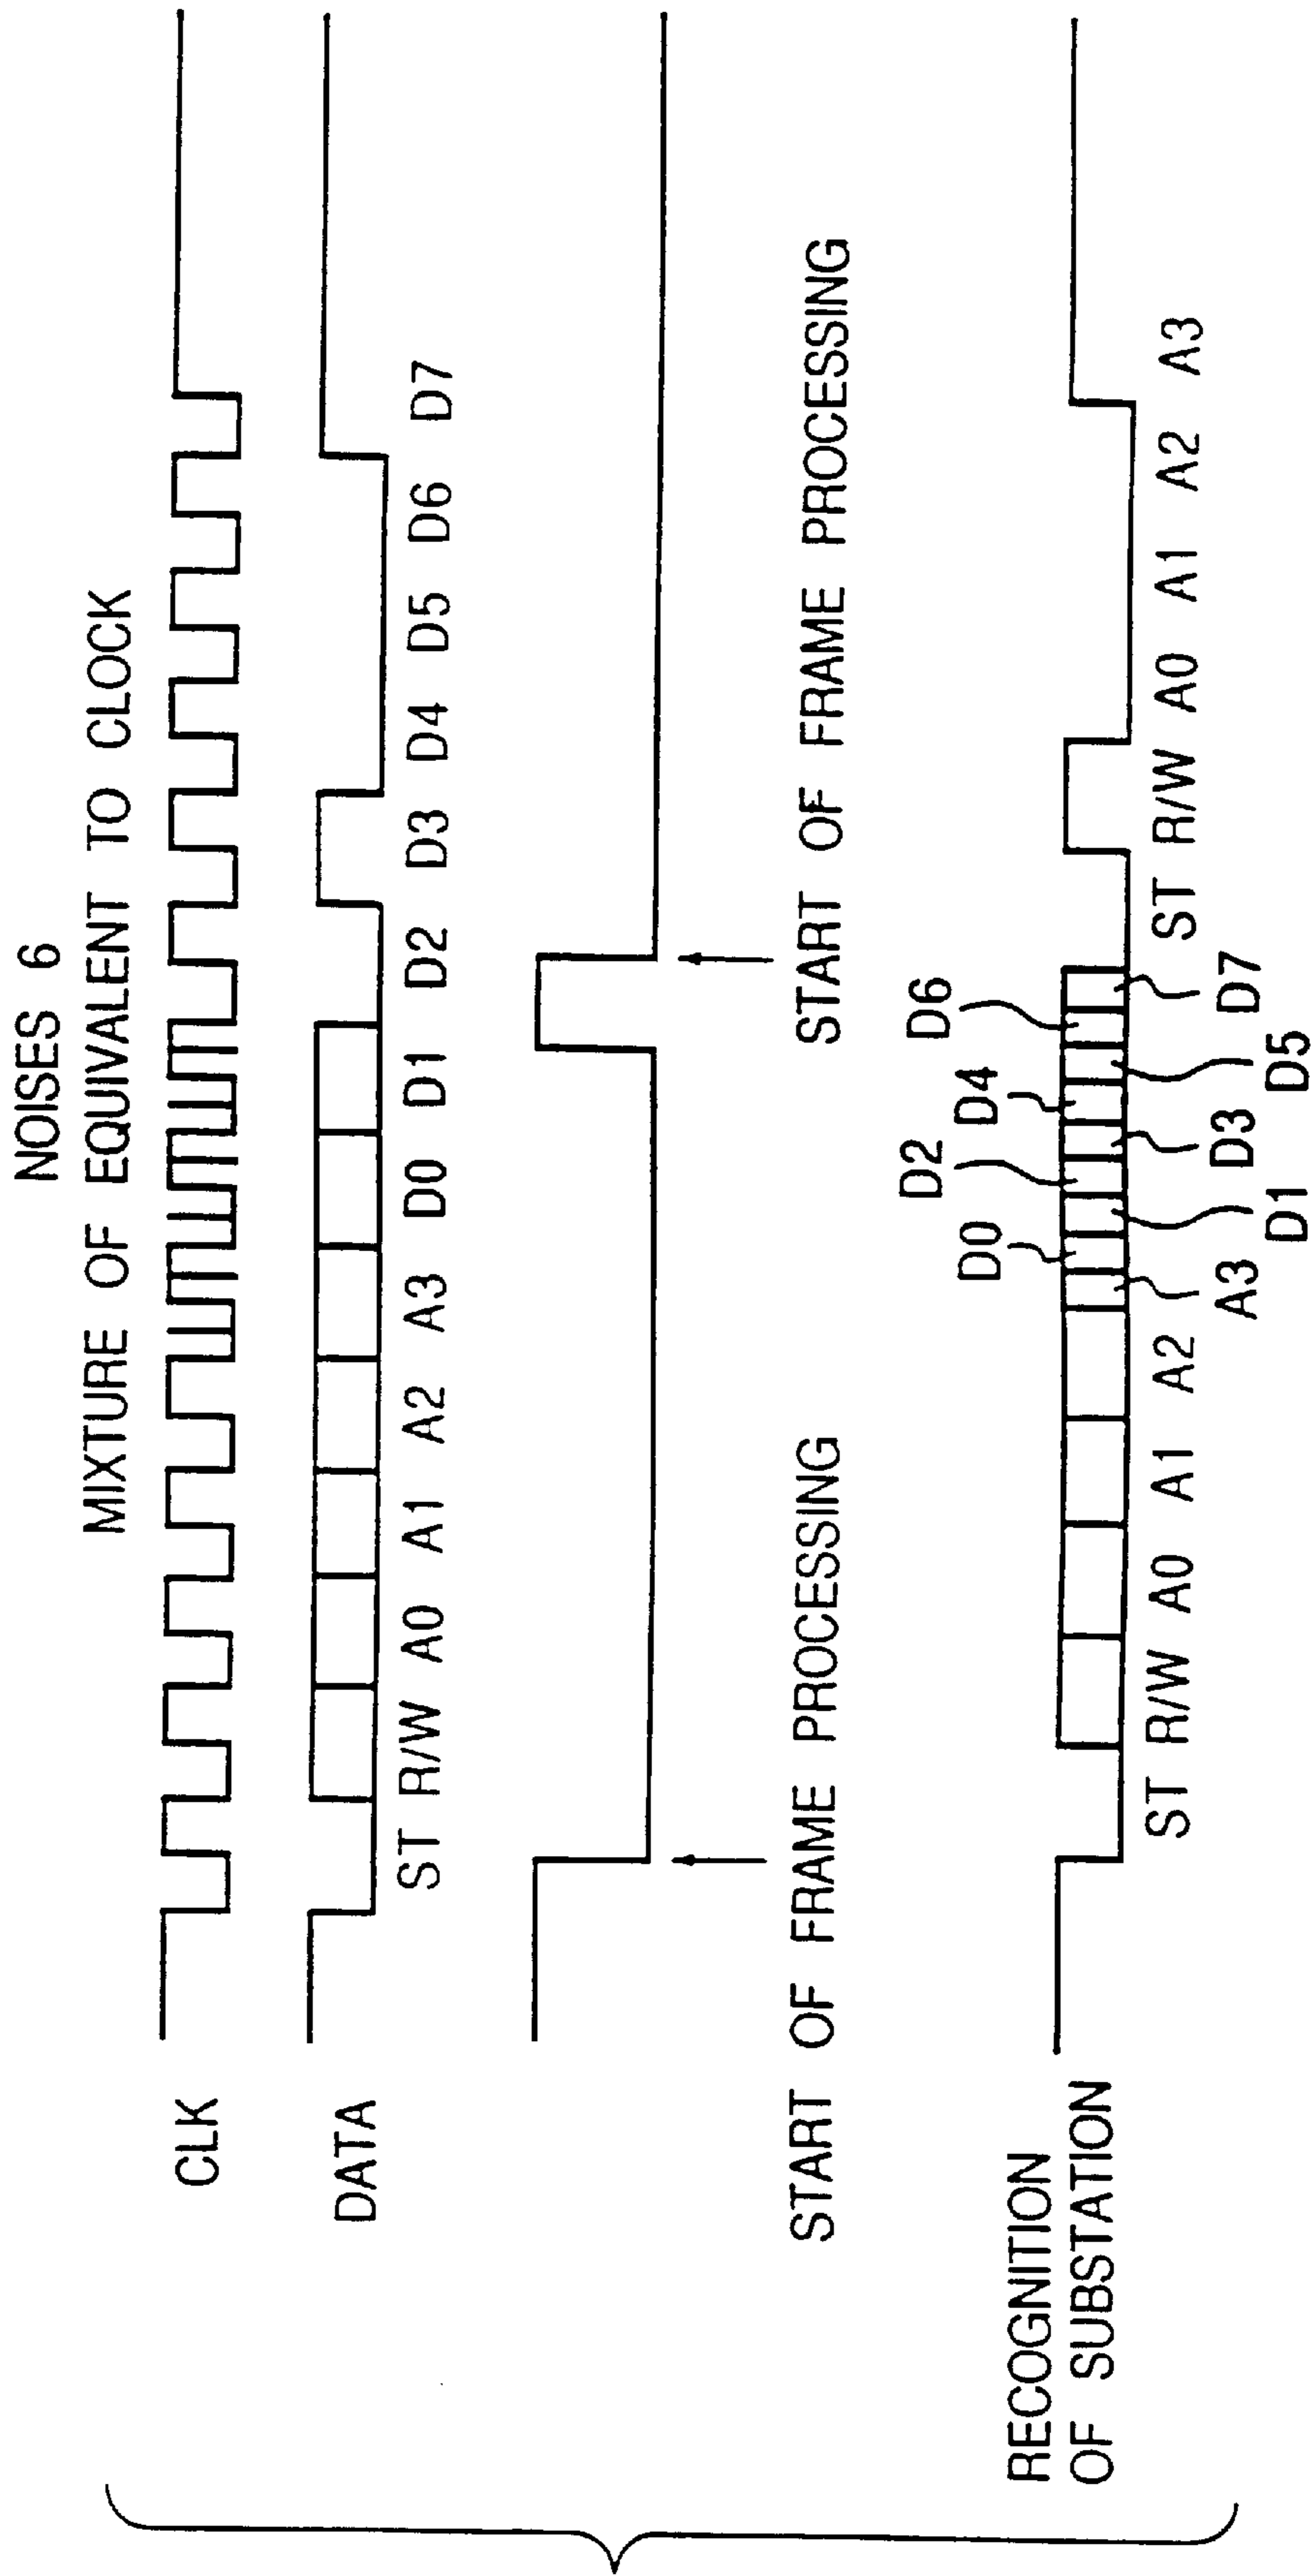 NOISES 6
MIXTURE OF EQUIVALENT TO CLOCK
CLK
DATA
ST R/W A0 A1 A2 A3 D0 D1 D2 D3 D4 D5 D6 D7
START OF FRAME PROCESSING
START OF FRAME PROCESSING
D0 D2 D4 D6
RECOGNITION
OF SUBSTATION
ST R/W A0 A1 A2 A3 D3 D7 ST R/W A0 A1 A2 A3
D1 D5